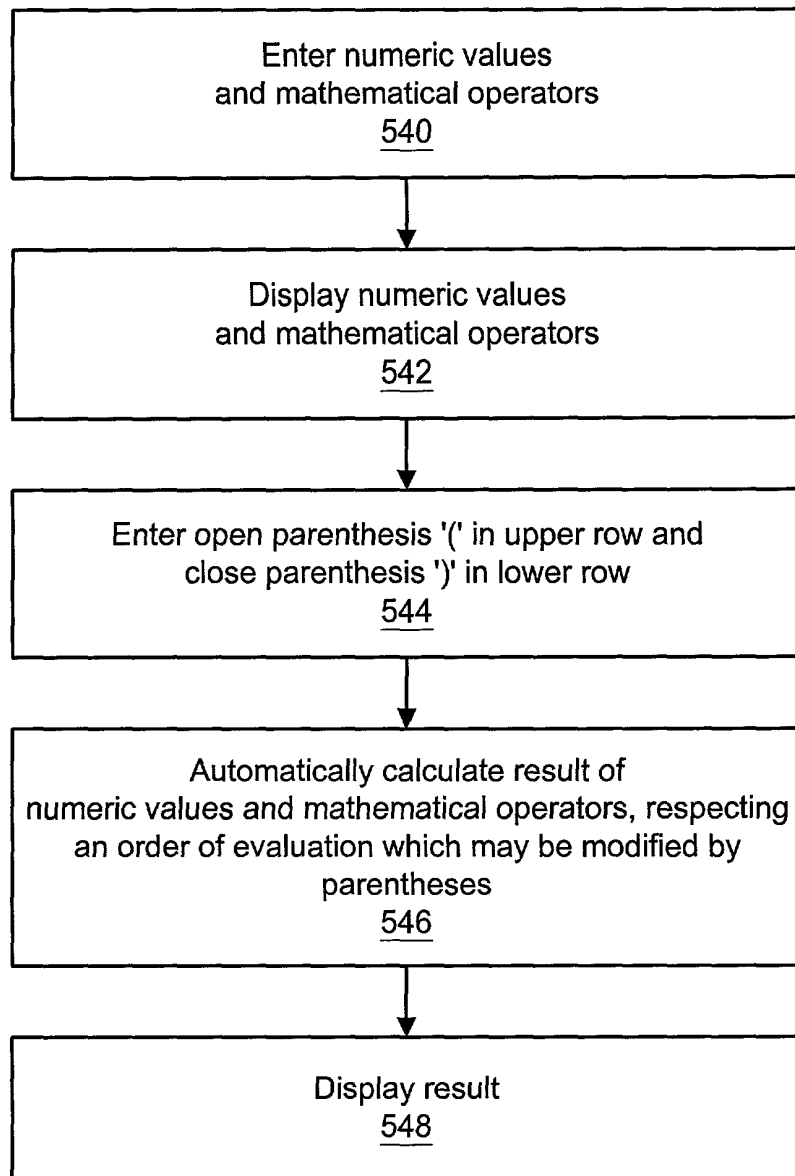 Enter numeric values
and mathematical operators
540
Display numeric values
and mathematical operators
542
Enter open parenthesis '(' in upper row and
close parenthesis ')' in lower row
544
Automatically calculate result of
numeric values and mathematical operators, respecting
an order of evaluation which may be modified by
parentheses
546
Display result
548